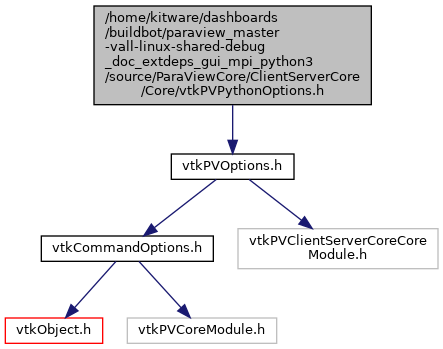 /home/kitware/dashboards
/buildbot/paraview_master
-vall-linux-shared-debug
_doc_extdeps_gui_mpi_python3
/source/ParaViewCore/ClientServerCore
/Core/vtkPVPythonOptions.h
vtkPVOptions.h
vtkCommandOptions.h
vtkPVClientServerCoreCore
Module.h
vtkObject.h
vtkPVCoreModule.h